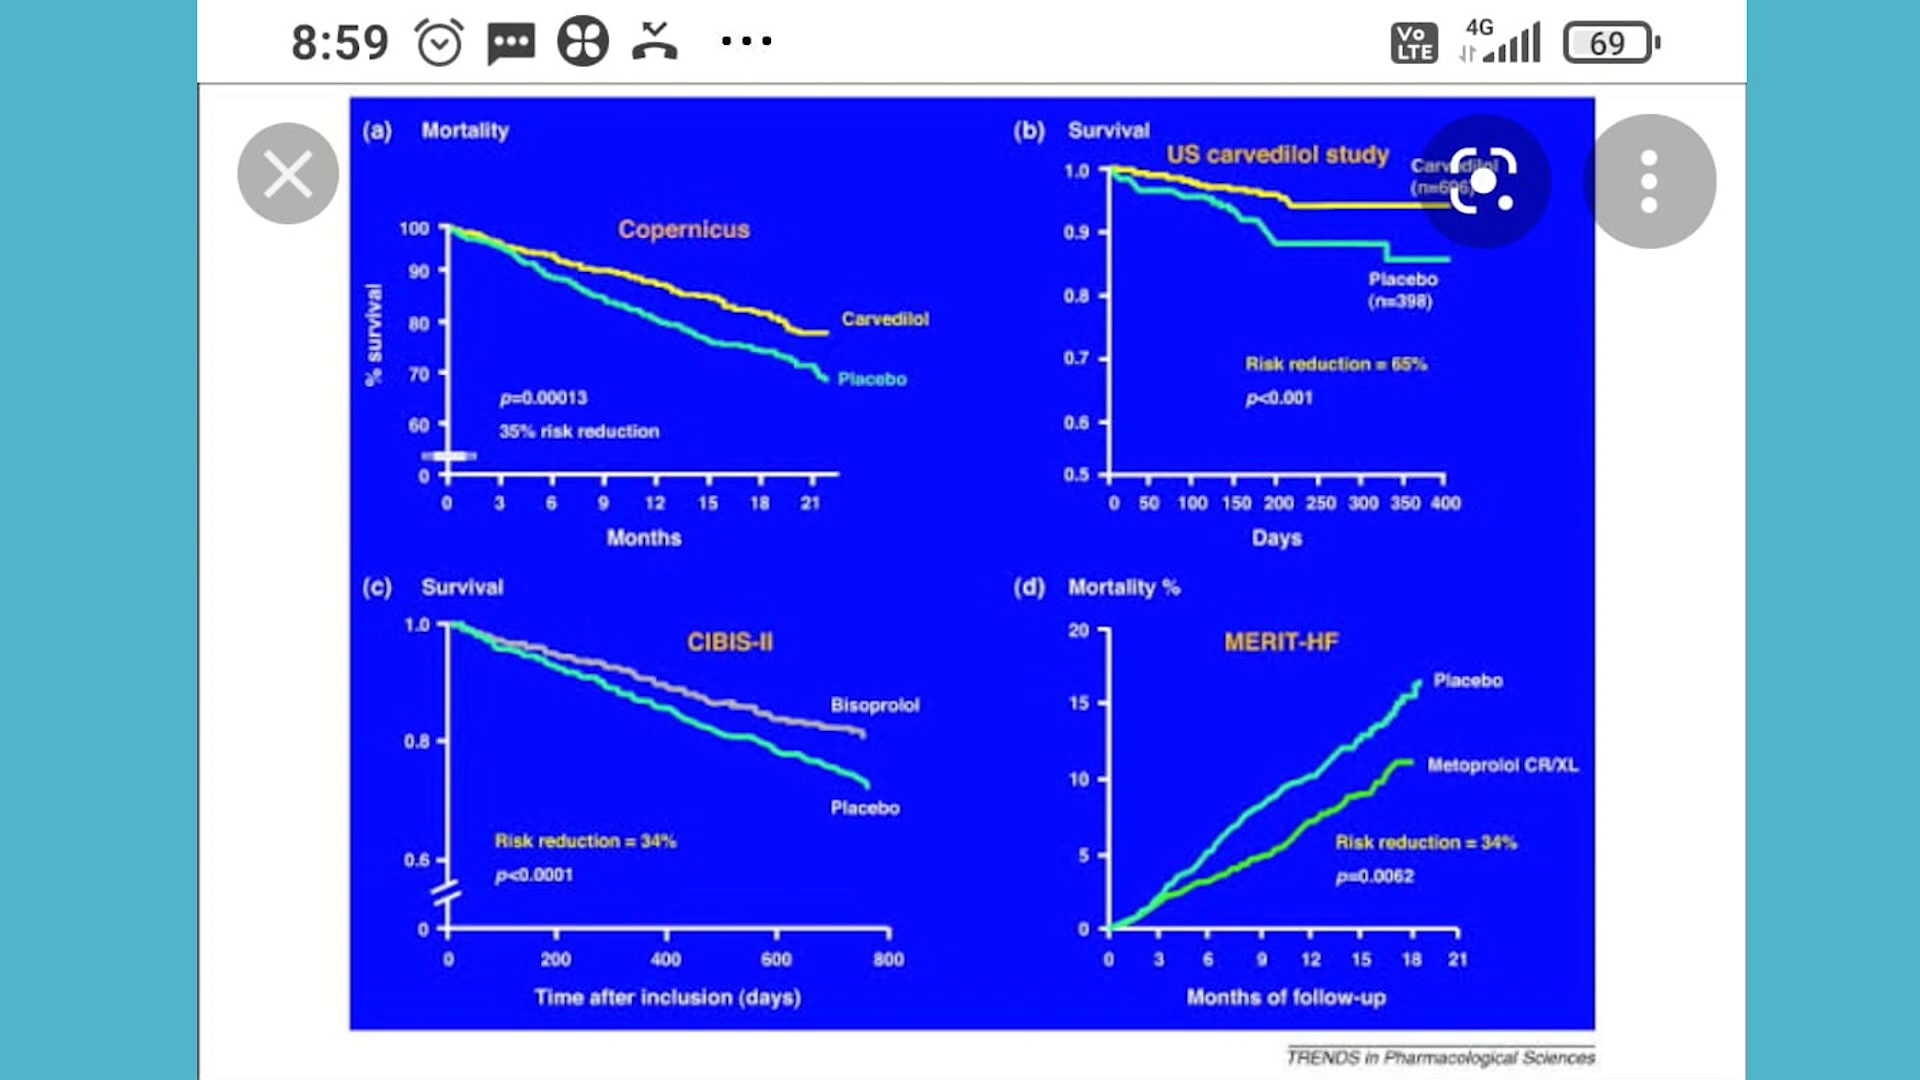 8:59
Vo LTE 4G 69
(a) Mortality
Copernicus
100
90
80
70
60
0
% survival
Carvedilol
Placebo
p=0.00013
35% risk reduction
0 3 6 9 12 15 18 21
Months
(b) Survival
US carvedilol study
Carvedilol
(n=696)
1.0
0.9
0.8
0.7
0.6
0.5
Placebo
(n=398)
Risk reduction = 65%
p<0.001
0 50 100 150 200 250 300 350 400
Days
(c) Survival
CIBIS-II
1.0
0.8
0.6
0
Bisoprolol
Placebo
Risk reduction = 34%
p<0.0001
0 200 400 600 800
Time after inclusion (days)
(d) Mortality %
MERIT-HF
20
15
10
5
0
Placebo
Metoprolol CR/XL
Risk reduction = 34%
p=0.0062
0 3 6 9 12 15 18 21
Months of follow-up
TRENDS in Pharmacological Sciences